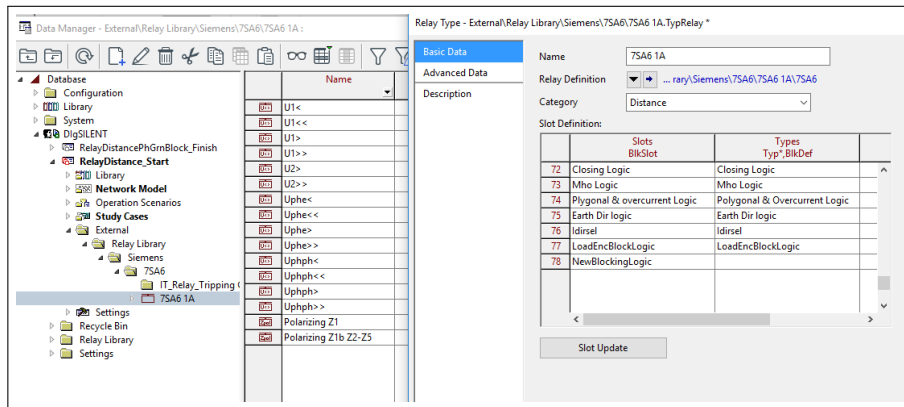 Data Manager - External\Relay Library\Siemens\7SA6\7SA6 1A :
Database
Configuration
Library
System
DIgSILENT
RelayDistancePhGrnBlock_Finish
RelayDistance_Start
Library
Network Model
Operation Scenarios
Study Cases
External
Relay Library
Siemens
7SA6
IT_Relay_Tripping
7SA6 1A
Settings
Recycle Bin
Relay Library
Settings
Name
U1<
U1<<
U1>
U1>>
U2>
U2>>
Uphe<
Uphe<<
Uphe>
Uphe>>
Uphph<
Uphph<<
Uphph>
Uphph>>
Polarizing Z1
Polarizing Z1b Z2-Z5
Relay Type - External\Relay Library\Siemens\7SA6\7SA6 1A.TypRelay *
Basic Data
Advanced Data
Description
Name 7SA6 1A
Relay Definition ... rary\Siemens\7SA6\7SA6 1A\7SA6
Category Distance
Slot Definition:
Slots Types
BlkSlot Typ*,BlkDef
72 Closing Logic Closing Logic
73 Mho Logic Mho Logic
74 Plygonal & overcurrent Logic Polygonal & Overcurrent Logic
75 Earth Dir logic Earth Dir logic
76 Idirsel Idirsel
77 LoadEncBlockLogic LoadEncBlockLogic
78 NewBlockingLogic
Slot Update